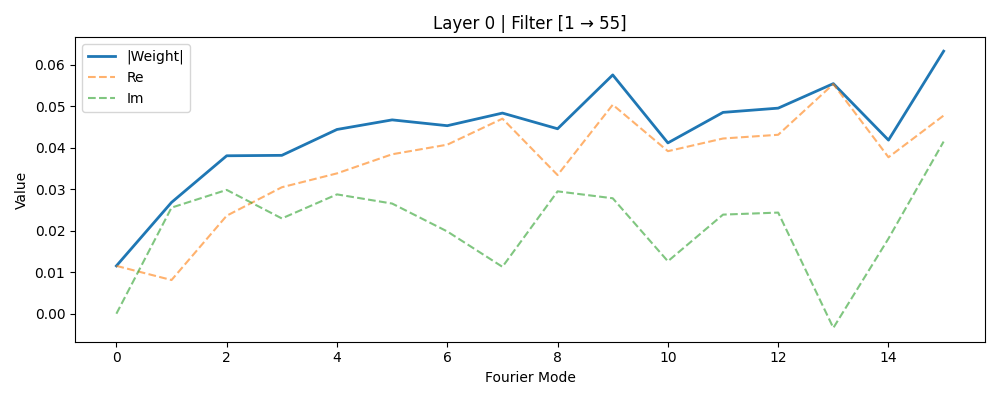 Layer 0 | Filter [1 → 55]
|Weight|
Re
Im
Value
0.06
0.05
0.04
0.03
0.02
0.01
0.00
0 2 4 6 8 10 12 14
Fourier Mode